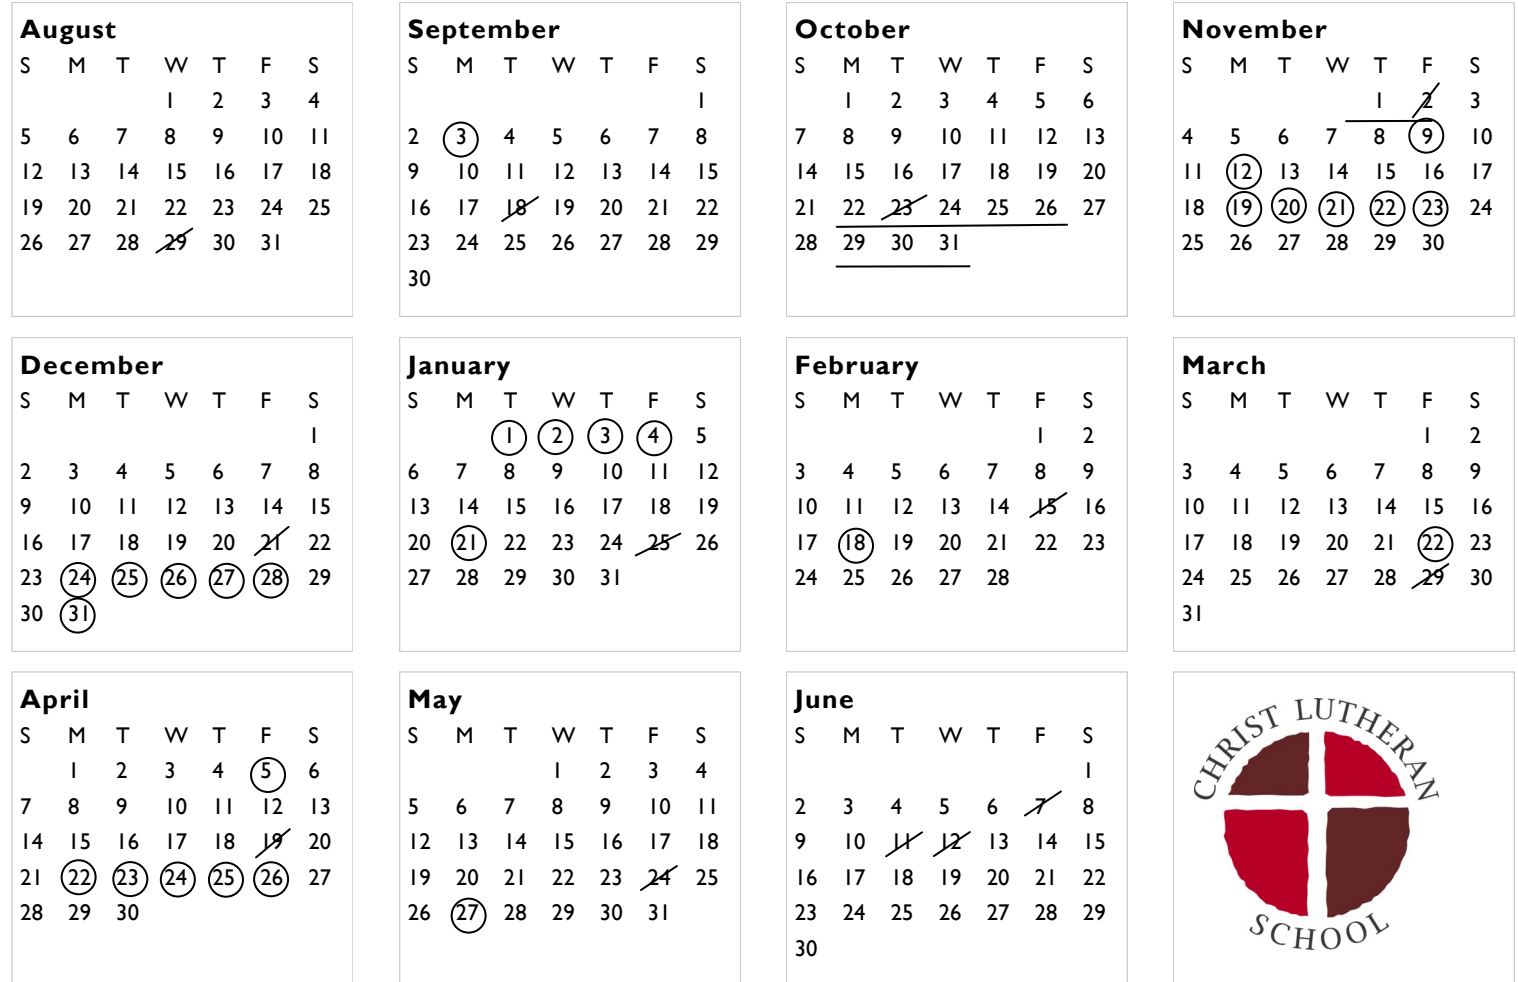 August
S M T W T F S
1 2 3 4
5 6 7 8 9 10 11
12 13 14 15 16 17 18
19 20 21 22 23 24 25
26 27 28 29 30 31
September
S M T W T F S
1
2 3 4 5 6 7 8
9 10 11 12 13 14 15
16 17 18 19 20 21 22
23 24 25 26 27 28 29
30
October
S M T W T F S
1 2 3 4 5 6
7 8 9 10 11 12 13
14 15 16 17 18 19 20
21 22 23 24 25 26 27
28 29 30 31
November
S M T W T F S
1 2 3
4 5 6 7 8 9 10
11 12 13 14 15 16 17
18 19 20 21 22 23 24
25 26 27 28 29 30
December
S M T W T F S
1
2 3 4 5 6 7 8
9 10 11 12 13 14 15
16 17 18 19 20 21 22
23 24 25 26 27 28 29
30 31
January
S M T W T F S
1 2 3 4 5
6 7 8 9 10 11 12
13 14 15 16 17 18 19
20 21 22 23 24 25 26
27 28 29 30 31
February
S M T W T F S
1 2
3 4 5 6 7 8 9
10 11 12 13 14 15 16
17 18 19 20 21 22 23
24 25 26 27 28
March
S M T W T F S
1 2
3 4 5 6 7 8 9
10 11 12 13 14 15 16
17 18 19 20 21 22 23
24 25 26 27 28 29 30
31
April
S M T W T F S
1 2 3 4 5 6
7 8 9 10 11 12 13
14 15 16 17 18 19 20
21 22 23 24 25 26 27
28 29 30
May
S M T W T F S
1 2 3 4
5 6 7 8 9 10 11
12 13 14 15 16 17 18
19 20 21 22 23 24 25
26 27 28 29 30 31
June
S M T W T F S
1
2 3 4 5 6 7 8
9 10 11 12 13 14 15
16 17 18 19 20 21 22
23 24 25 26 27 28 29
30
CHRIST LUTHERAN
SCHOOL